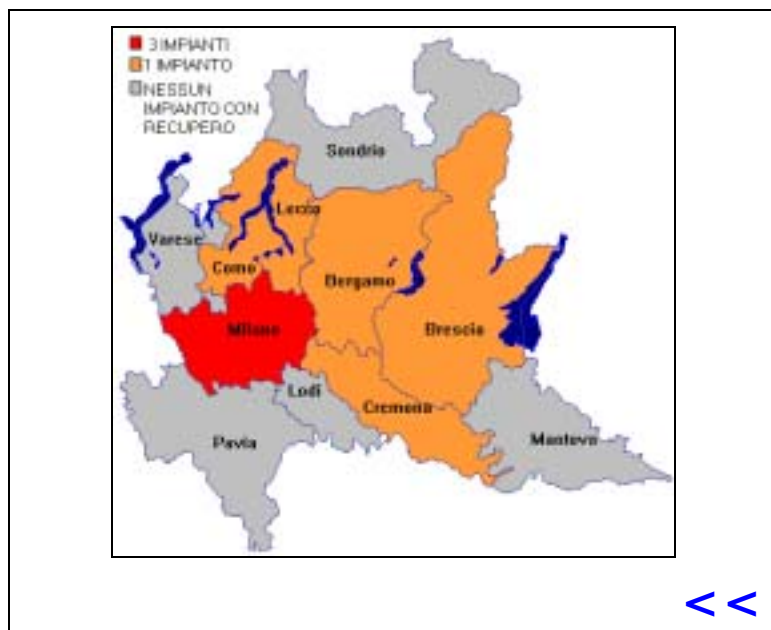 3 IMPIANTI
1 IMPIANTO
NESSUN
IMPIANTO CON
RECUPERO
Sondrio
Lecco
Varese
Como
Bergamo
Milano
Brescia
Lodi
Cremona
Pavia
Mantova
<<